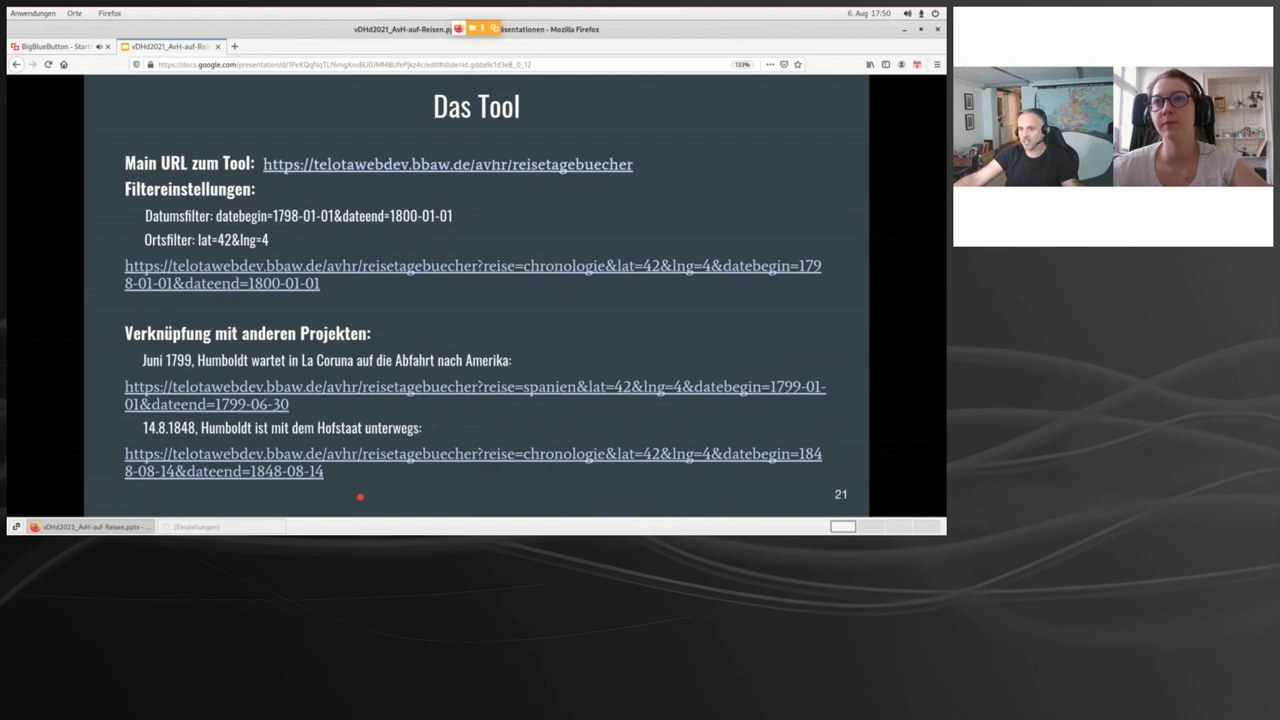 Anwendungen Orte Firefox
6. Aug 17:50
äsentationen - Mozilla Firefox
BigBlueButton - Start
vDHd2021_AvH-auf-Reis
133%
Das Tool
Main URL zum Tool: https://telotawebdev.bbaw.de/avhr/reisetagebuecher
Filtereinstellungen:
Datumsfilter: datebegin=1798-01-01&dateend=1800-01-01
Ortsfilter: lat=42&lng=4
https://telotawebdev.bbaw.de/avhr/reisetagebuecher?reise=chronologie&lat=42&lng=4&datebegin=179
8-01-01&dateend=1800-01-01
Verknüpfung mit anderen Projekten:
Juni 1799, Humboldt wartet in La Coruna auf die Abfahrt nach Amerika:
https://telotawebdev.bbaw.de/avhr/reisetagebuecher?reise=spanien&lat=42&lng=4&datebegin=1799-01-
01&dateend=1799-06-30
14.8.1848, Humboldt ist mit dem Hofstaat unterwegs:
https://telotawebdev.bbaw.de/avhr/reisetagebuecher?reise=chronologie&lat=42&lng=4&datebegin=184
8-08-14&dateend=1848-08-14
21
vDHd2021_AvH-auf-Reisen.pptx - ...
[Einstellungen]